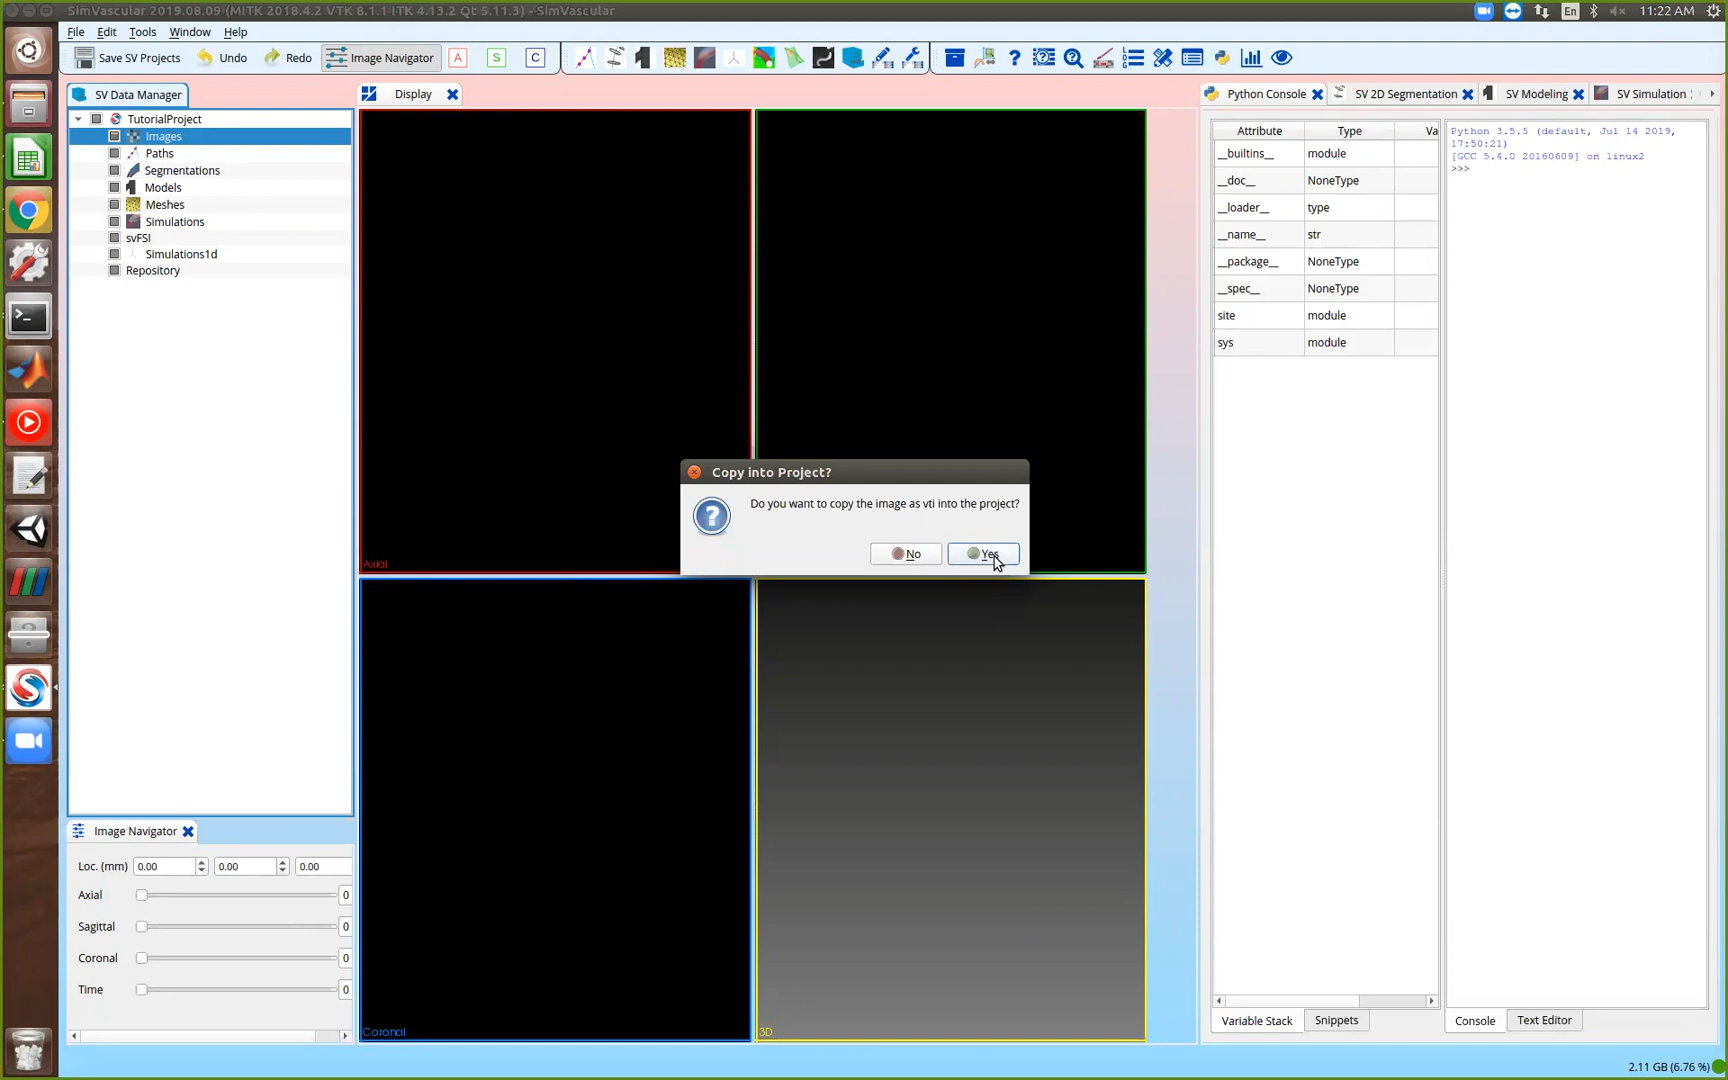 SimVascular 2019.08.09 (MITK 2018.4.2 VTK 8.1.1 ITK 4.13.2 Qt 5.11.3) - SimVascular
En
11:22 AM
File Edit Tools Window Help
Save SV Projects Undo Redo Image Navigator A S C
SV Data Manager
Display
Python Console SV 2D Segmentation SV Modeling SV Simulation
TutorialProject
Images
Paths
Segmentations
Models
Meshes
Simulations
svFSI
Simulations1d
Repository
Axial
Copy into Project?
Do you want to copy the image as vti into the project?
No Yes
Coronal
3D
Attribute Type Va
__builtins__ module
__doc__ NoneType
__loader__ type
__name__ str
__package__ NoneType
__spec__ NoneType
site module
sys module
Python 3.5.5 (default, Jul 14 2019,
17:50:21)
[GCC 5.4.0 20160609] on linux2
>>>
Image Navigator
Loc. (mm) 0.00 0.00 0.00
Axial 0
Sagittal 0
Coronal 0
Time 0
Variable Stack Snippets
Console Text Editor
2.11 GB (6.76 %)